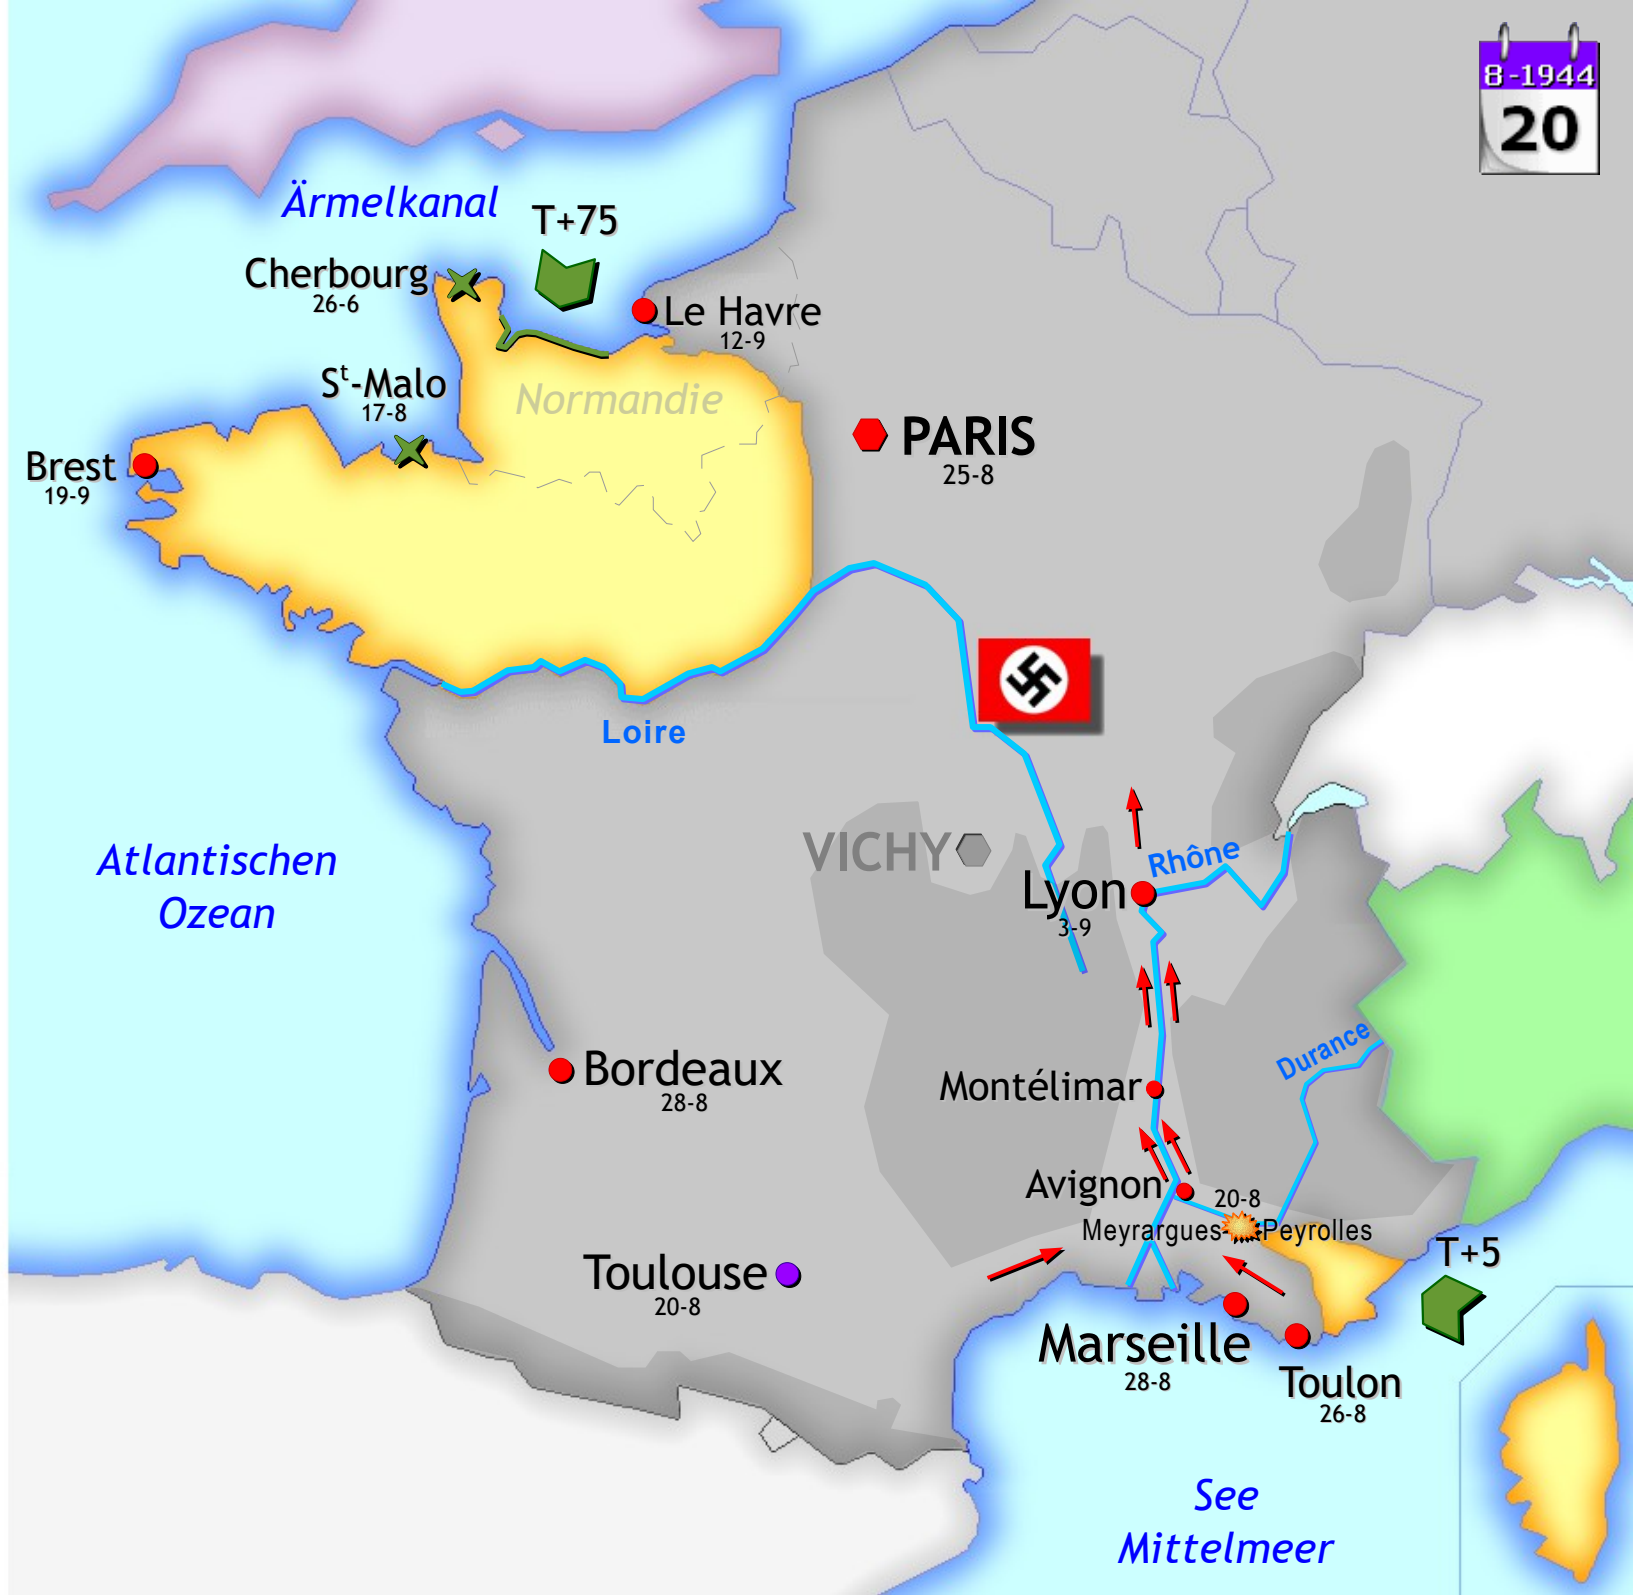 8-1944
20
Ärmelkanal
T+75
Cherbourg
26-6
Le Havre
12-9
St-Malo
17-8
Normandie
PARIS
25-8
Brest
19-9
Loire
VICHY
Rhône
Lyon
3-9
Atlantischen
Ozean
Durance
Bordeaux
28-8
Montélimar
Avignon
20-8
Meyrargues
Peyrolles
T+5
Toulouse
20-8
Marseille
28-8
Toulon
26-8
See
Mittelmeer